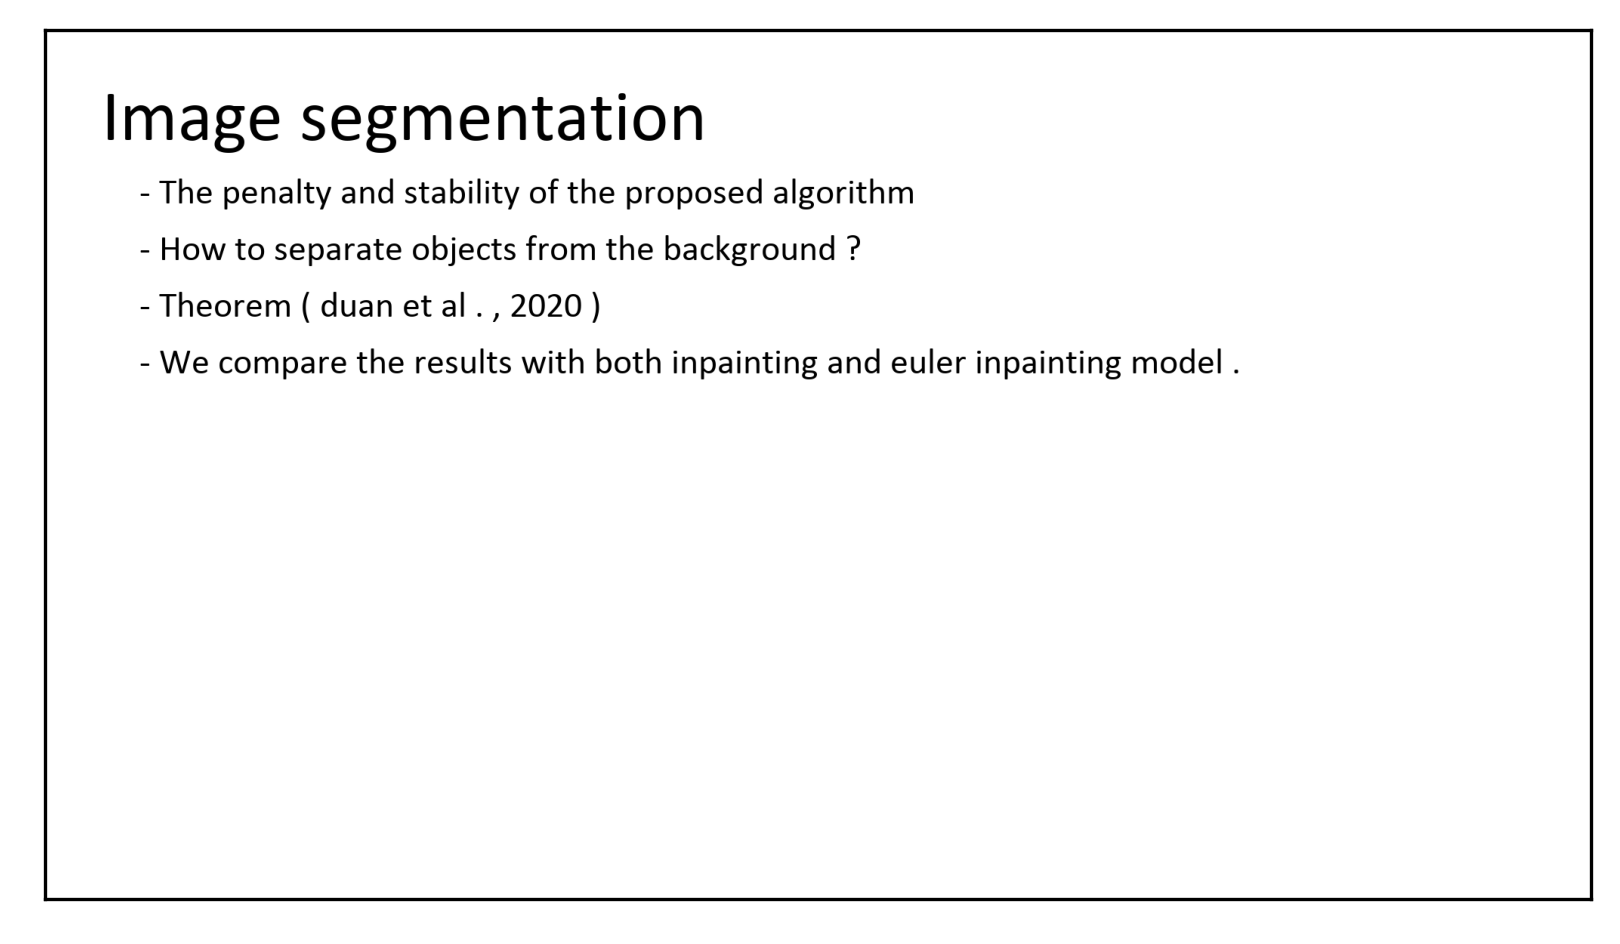 Image segmentation
- The penalty and stability of the proposed algorithm
- How to separate objects from the background ?
- Theorem ( duan et al . , 2020 )
- We compare the results with both inpainting and euler inpainting model .